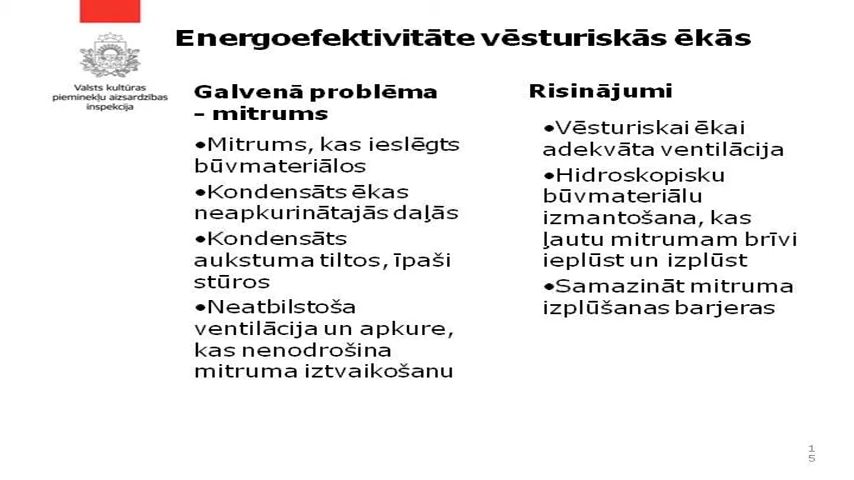 Energoefektivitāte vēsturiskās ēkās
Valsts kultūras
pieminekļu aizsardzības
inspekcija
Galvenā problēma
– mitrums
•Mitrums, kas ieslēgts
būvmateriālos
•Kondensāts ēkas
neapkurinātajās daļās
•Kondensāts
aukstuma tiltos, īpaši
stūros
•Neatbilstoša
ventilācija un apkure,
kas nenodrošina
mitruma iztvaikošanu
Risinājumi
•Vēsturiskai ēkai
adekvāta ventilācija
•Hidroskopisku
būvmateriālu
izmantošana, kas
ļautu mitrumam brīvi
ieplūst un izplūst
•Samazināt mitruma
izplūšanas barjeras
1
5